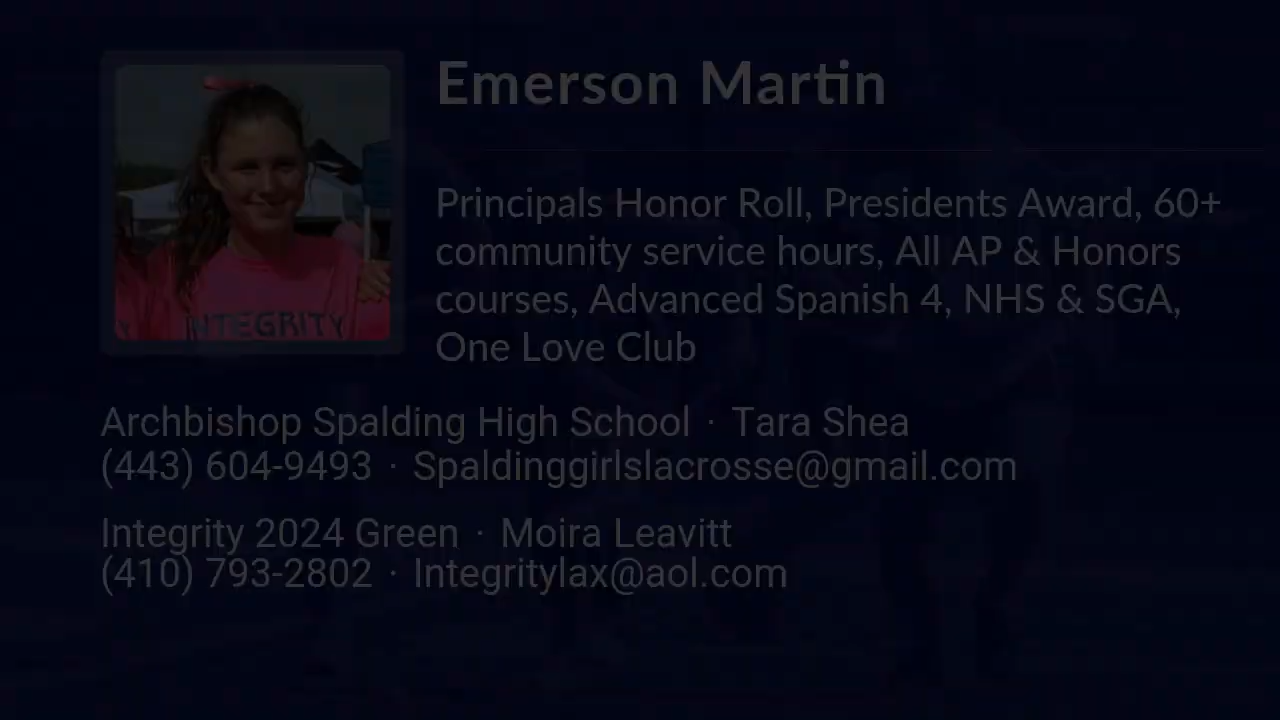 Emerson Martin
Principals Honor Roll, Presidents Award, 60+
community service hours, All AP & Honors
courses, Advanced Spanish 4, NHS & SGA,
One Love Club
INTEGRITY
Archbishop Spalding High School · Tara Shea
(443) 604-9493 · Spaldinggirlslacrosse@gmail.com
Integrity 2024 Green · Moira Leavitt
(410) 793-2802 · Integritylax@aol.com